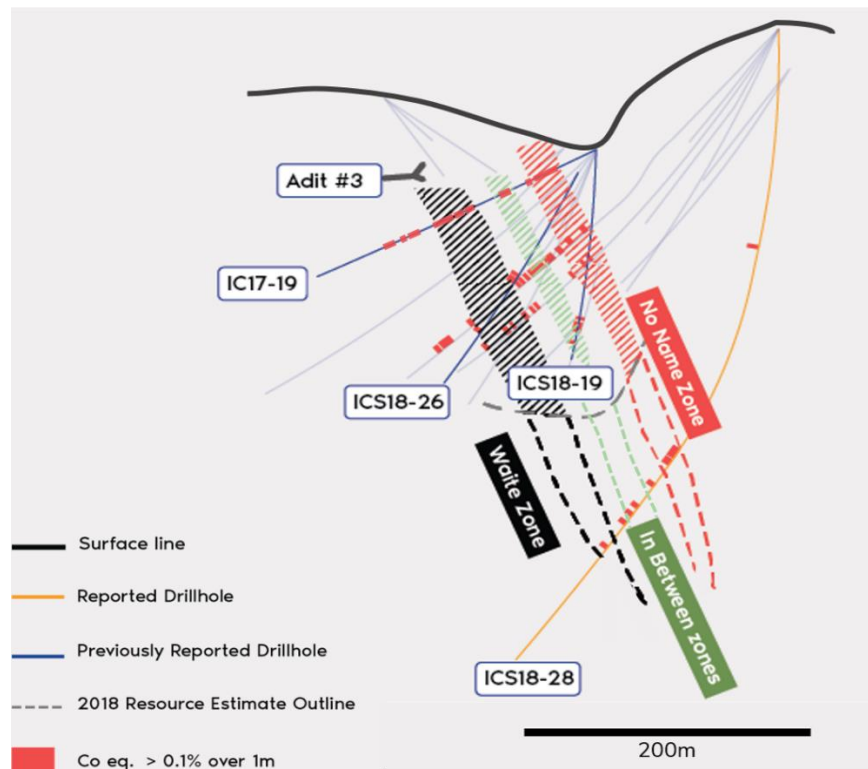 Adit #3
IC17-19
No Name Zone
ICS18-26
ICS18-19
Waite Zone
In Between zones
ICS18-28
Surface line
Reported Drillhole
Previously Reported Drillhole
2018 Resource Estimate Outline
Co eq. > 0.1% over 1m
200m